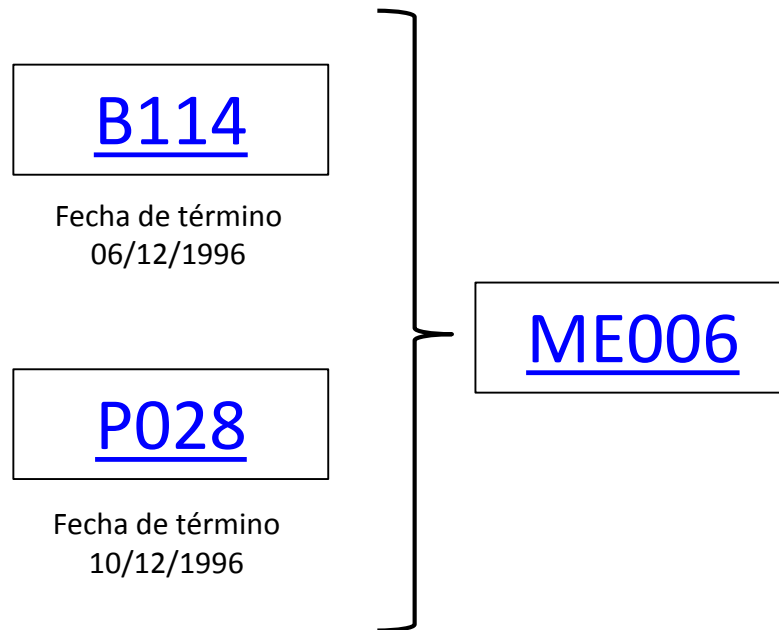 B114
Fecha de término
06/12/1996
ME006
P028
Fecha de término
10/12/1996